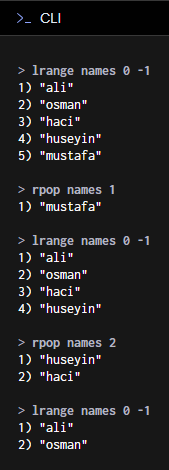 >_ CLI
> lrange names 0 -1
1) "ali"
2) "osman"
3) "haci"
4) "huseyin"
5) "mustafa"
> rpop names 1
1) "mustafa"
> lrange names 0 -1
1) "ali"
2) "osman"
3) "haci"
4) "huseyin"
> rpop names 2
1) "huseyin"
2) "haci"
> lrange names 0 -1
1) "ali"
2) "osman"